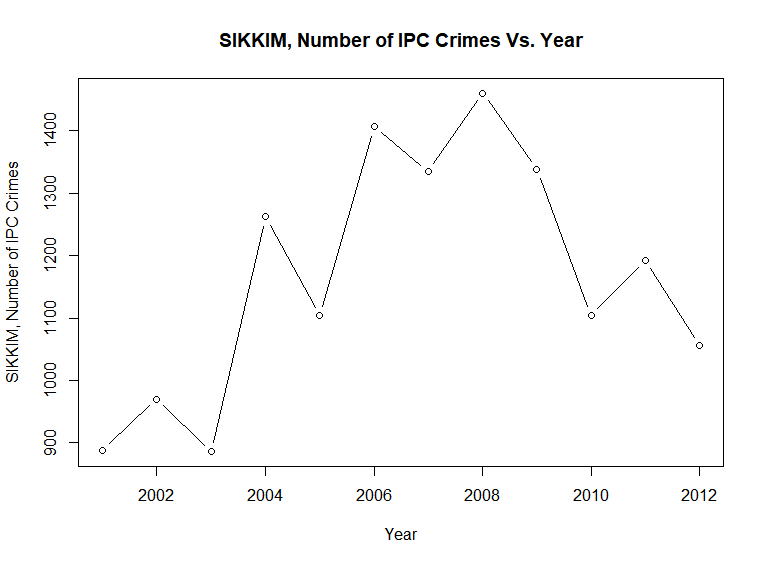 SIKKIM, Number of IPC Crimes Vs. Year
SIKKIM, Number of IPC Crimes
1400
1300
1200
1100
1000
900
2002 2004 2006 2008 2010 2012
Year